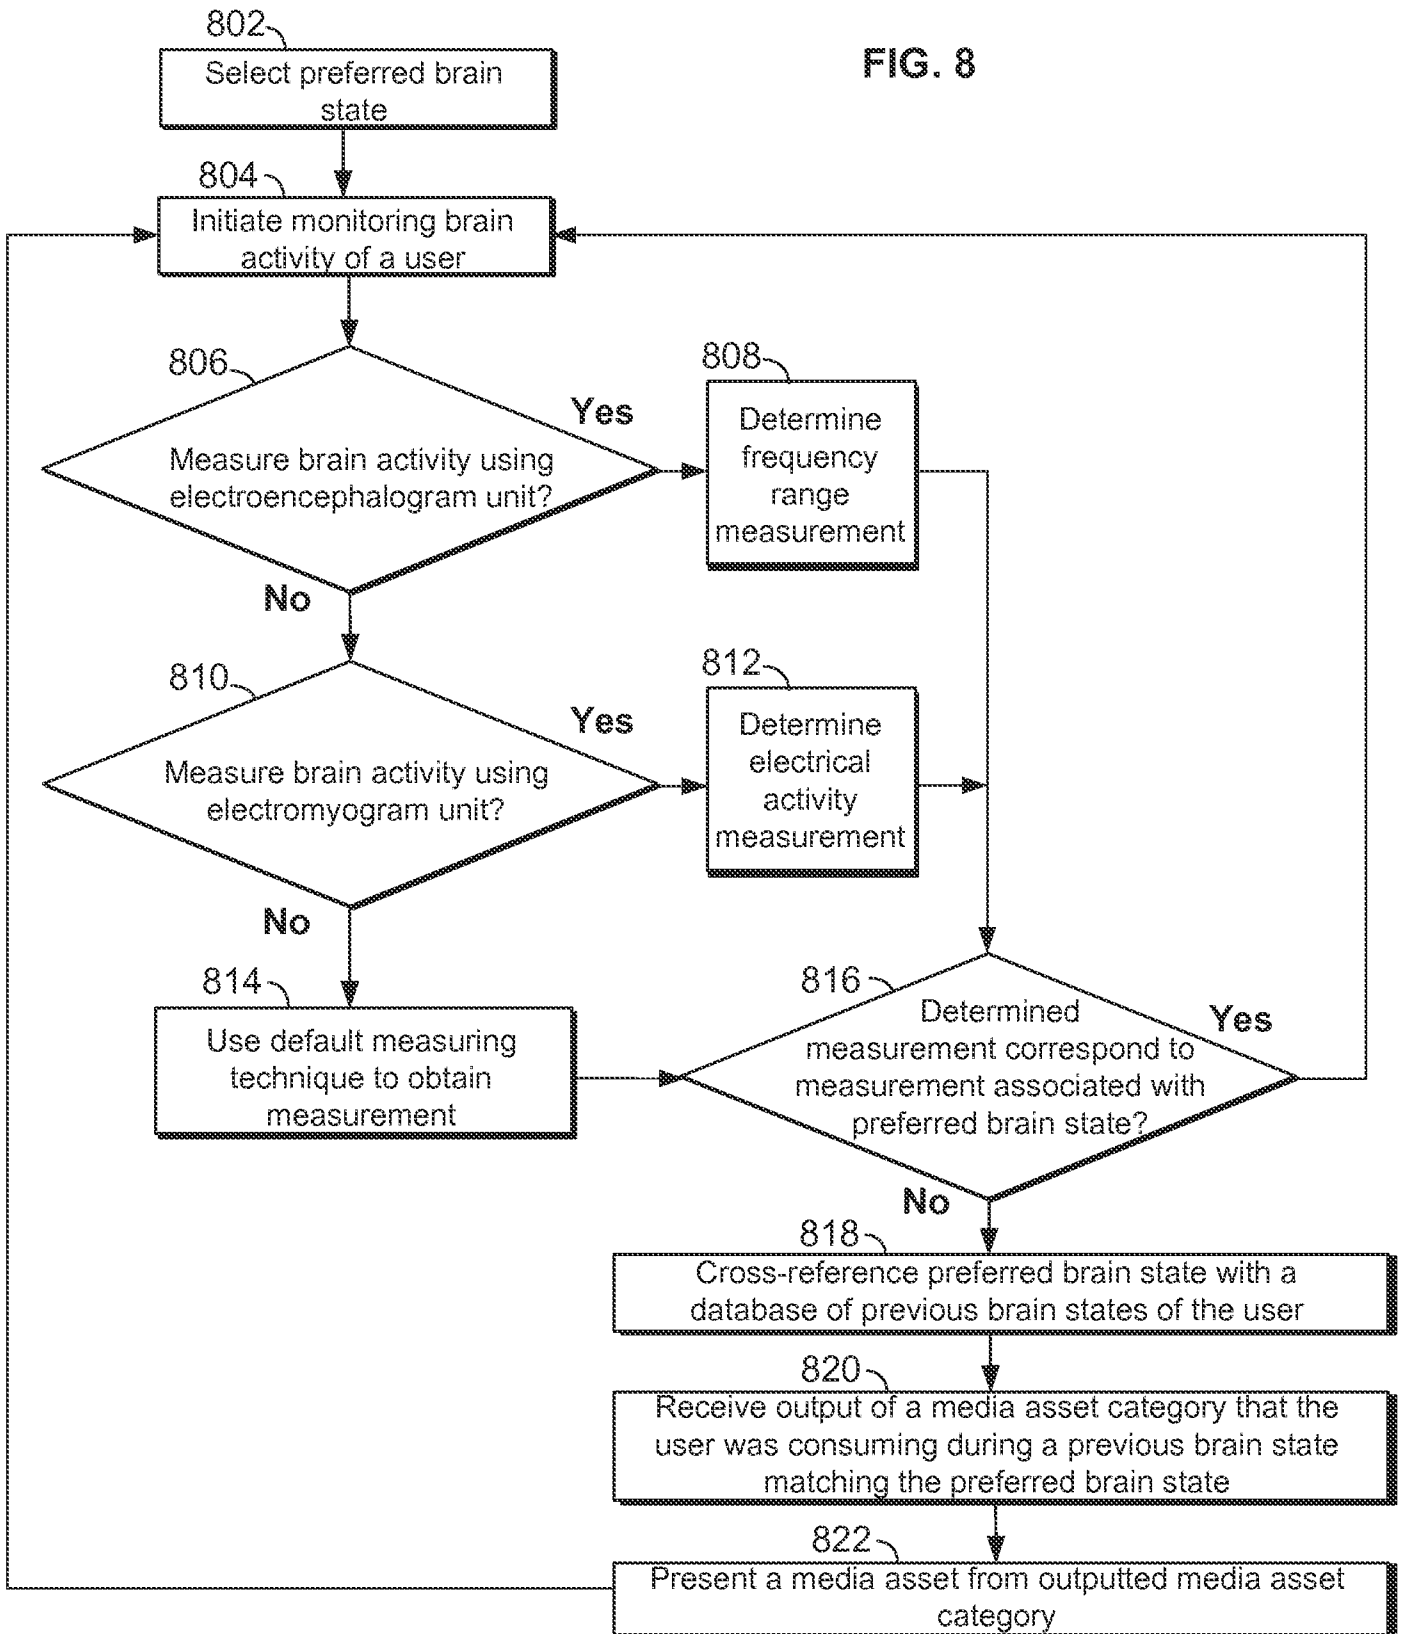 802
FIG. 8
Select preferred brain
state
804
Initiate monitoring brain
activity of a user
806
Yes
Measure brain activity using
electroencephalogram unit?
No
808
Determine
frequency
range
measurement
810
Yes
Measure brain activity using
electromyogram unit?
No
812
Determine
electrical
activity
measurement
814
Use default measuring
technique to obtain
measurement
816
Yes
Determined
measurement correspond to
measurement associated with
preferred brain state?
No
818
Cross-reference preferred brain state with a
database of previous brain states of the user
820
Receive output of a media asset category that the
user was consuming during a previous brain state
matching the preferred brain state
822
Present a media asset from outputted media asset
category